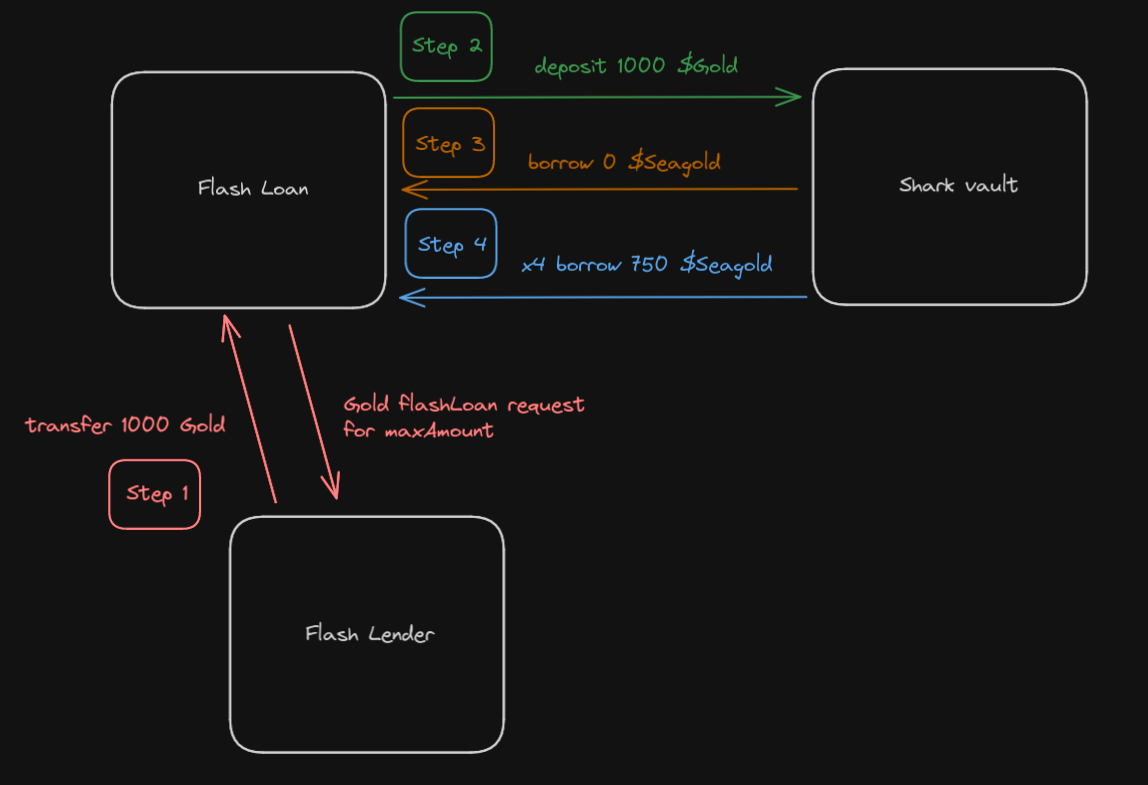 Step 2
deposit 1000 $Gold
Step 3
borrow 0 $Seagold
Flash Loan
Shark vault
Step 4
x4 borrow 750 $Seagold
Gold flashLoan request
for maxAmount
transfer 1000 Gold
Step 1
Flash Lender